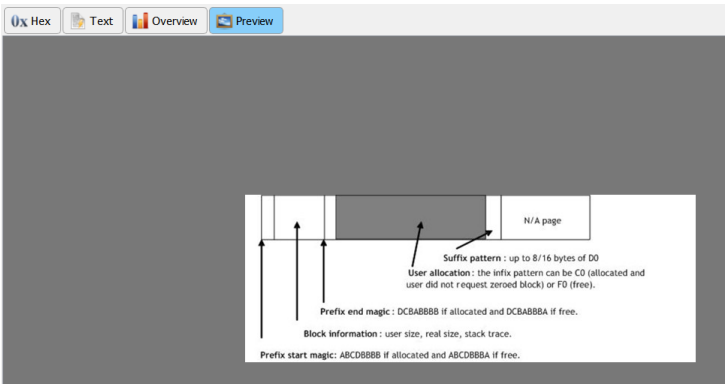 0x Hex
Text
Overview
Preview
N/A page
Suffix pattern : up to 8/16 bytes of D0
User allocation : the infix pattern can be C0 (allocated and
user did not request zeroed block) or F0 (free).
Prefix end magic : DCBABBBB if allocated and DCBABBBA if free.
Block information : user size, real size, stack trace.
Prefix start magic: ABCDBBBB if allocated and ABCDBBBA if free.